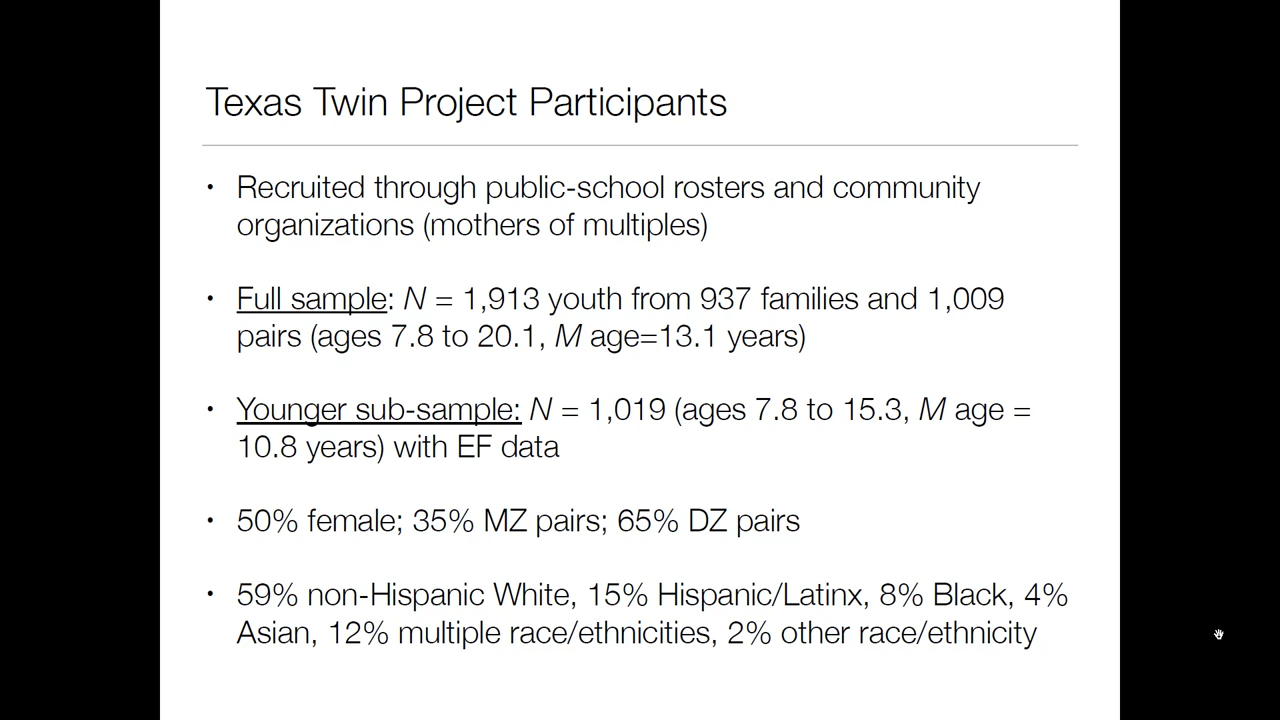 Texas Twin Project Participants
• Recruited through public-school rosters and community
organizations (mothers of multiples)
• Full sample: N = 1,913 youth from 937 families and 1,009
pairs (ages 7.8 to 20.1, M age=13.1 years)
• Younger sub-sample: N = 1,019 (ages 7.8 to 15.3, M age =
10.8 years) with EF data
• 50% female; 35% MZ pairs; 65% DZ pairs
• 59% non-Hispanic White, 15% Hispanic/Latinx, 8% Black, 4%
Asian, 12% multiple race/ethnicities, 2% other race/ethnicity